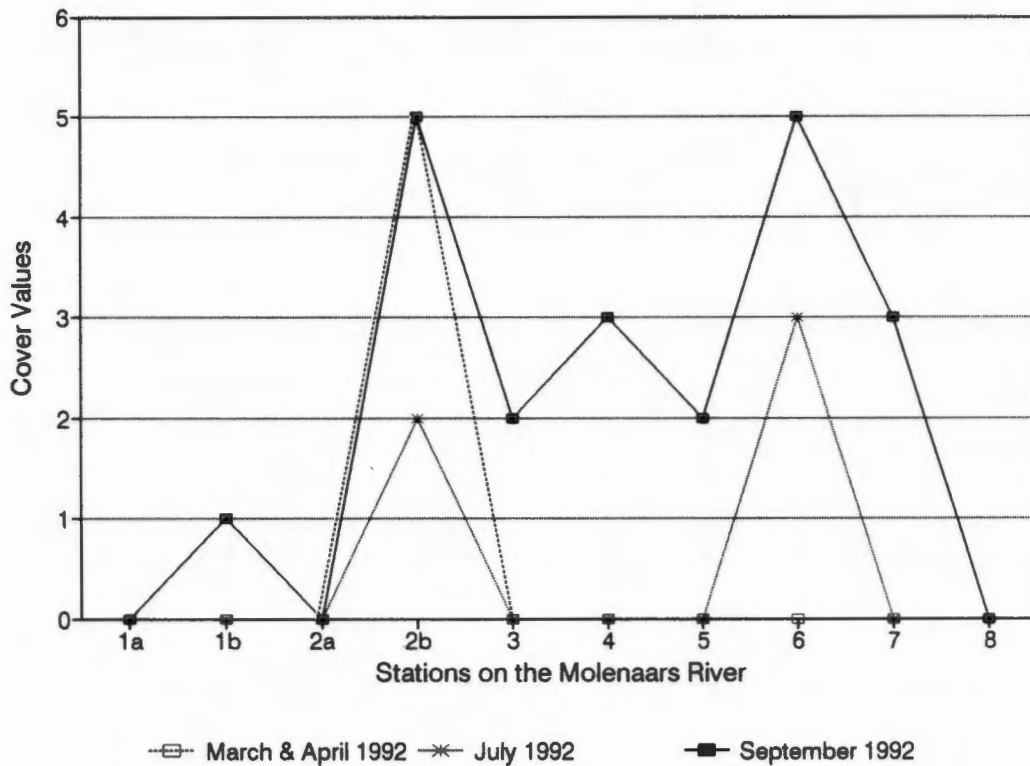 6
5
4
3
2
1
0
Cover Values
1a 1b 2a 2b 3 4 5 6 7 8
Stations on the Molenaars River
March & April 1992 July 1992 September 1992